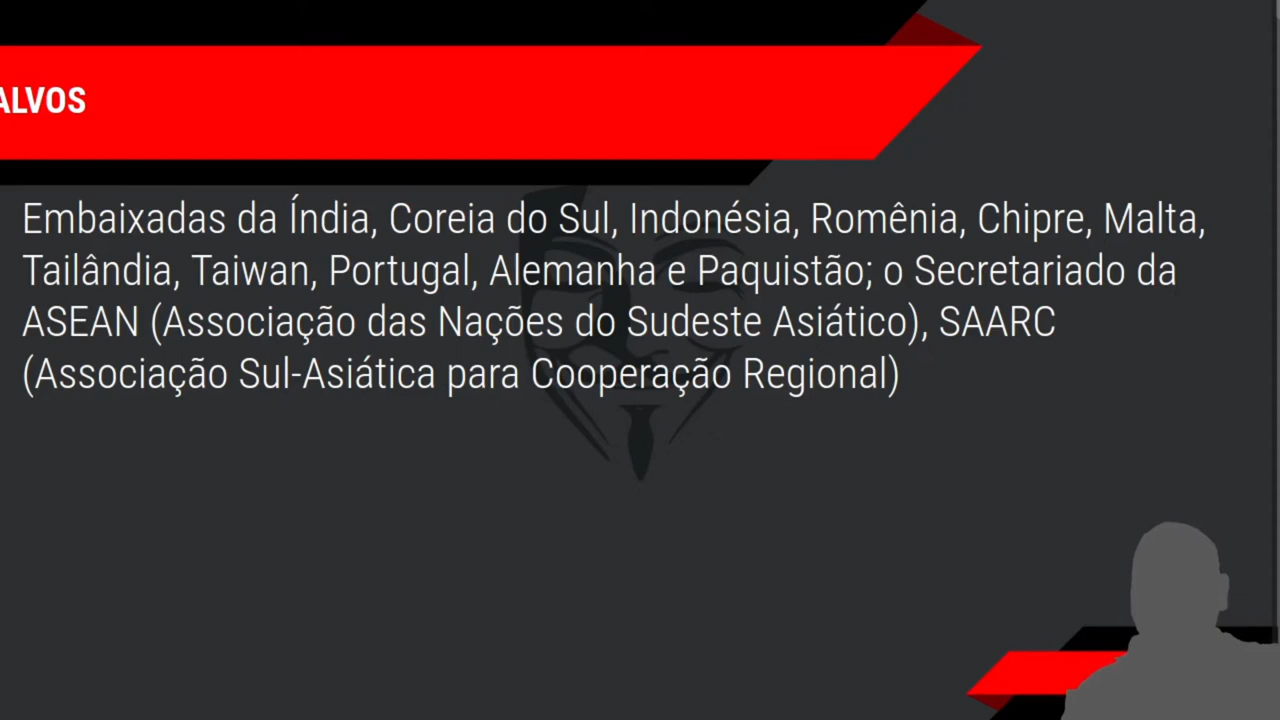 ALVOS
Embaixadas da Índia, Coreia do Sul, Indonésia, Romênia, Chipre, Malta,
Tailândia, Taiwan, Portugal, Alemanha e Paquistão; o Secretariado da
ASEAN (Associação das Nações do Sudeste Asiático), SAARC
(Associação Sul-Asiática para Cooperação Regional)